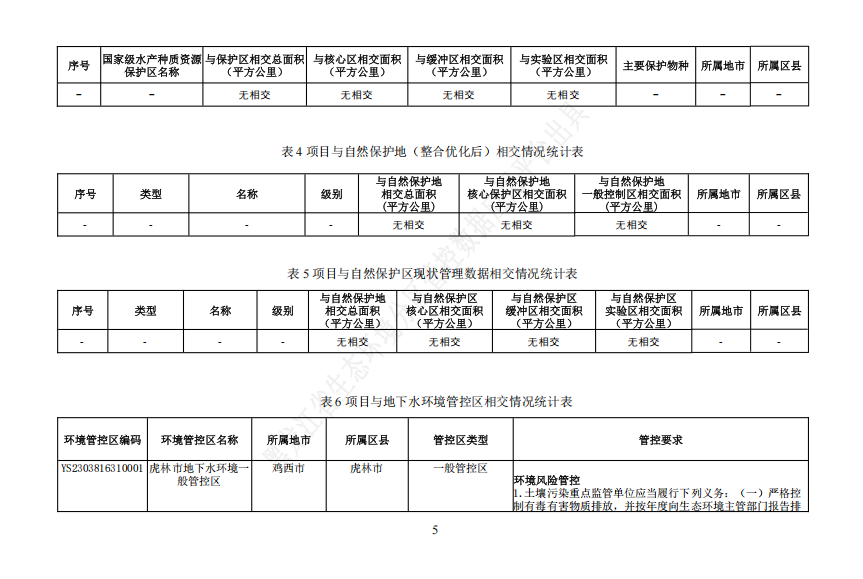 序号 国家级水产种质资源保护区名称 与保护区相交总面积（平方公里） 与核心区相交面积（平方公里） 与缓冲区相交面积（平方公里） 与实验区相交面积（平方公里） 主要保护物种 所属地市 所属区县
- - 无相交 无相交 无相交 无相交 - - -
表4 项目与自然保护地（整合优化后）相交情况统计表
序号 类型 名称 级别 与自然保护地相交总面积(平方公里) 与自然保护地核心保护区相交面积(平方公里) 与自然保护地一般控制区相交面积(平方公里) 所属地市 所属区县
- - - - 无相交 无相交 无相交 - -
表5 项目与自然保护区现状管理数据相交情况统计表
序号 类型 名称 级别 与自然保护地相交总面积（平方公里） 与自然保护区核心区相交面积（平方公里） 与自然保护区缓冲区相交面积（平方公里） 与自然保护区实验区相交面积（平方公里） 所属地市 所属区县
- - - - 无相交 无相交 无相交 无相交 - -
表6 项目与地下水环境管控区相交情况统计表
环境管控区编码 环境管控区名称 所属地市 所属区县 管控区类型 管控要求
YS2303816310001 虎林市地下水环境一般管控区 鸡西市 虎林市 一般管控区
环境风险管控
1.土壤污染重点监管单位应当履行下列义务：（一）严格控
制有毒有害物质排放，并按年度向生态环境主管部门报告排
5